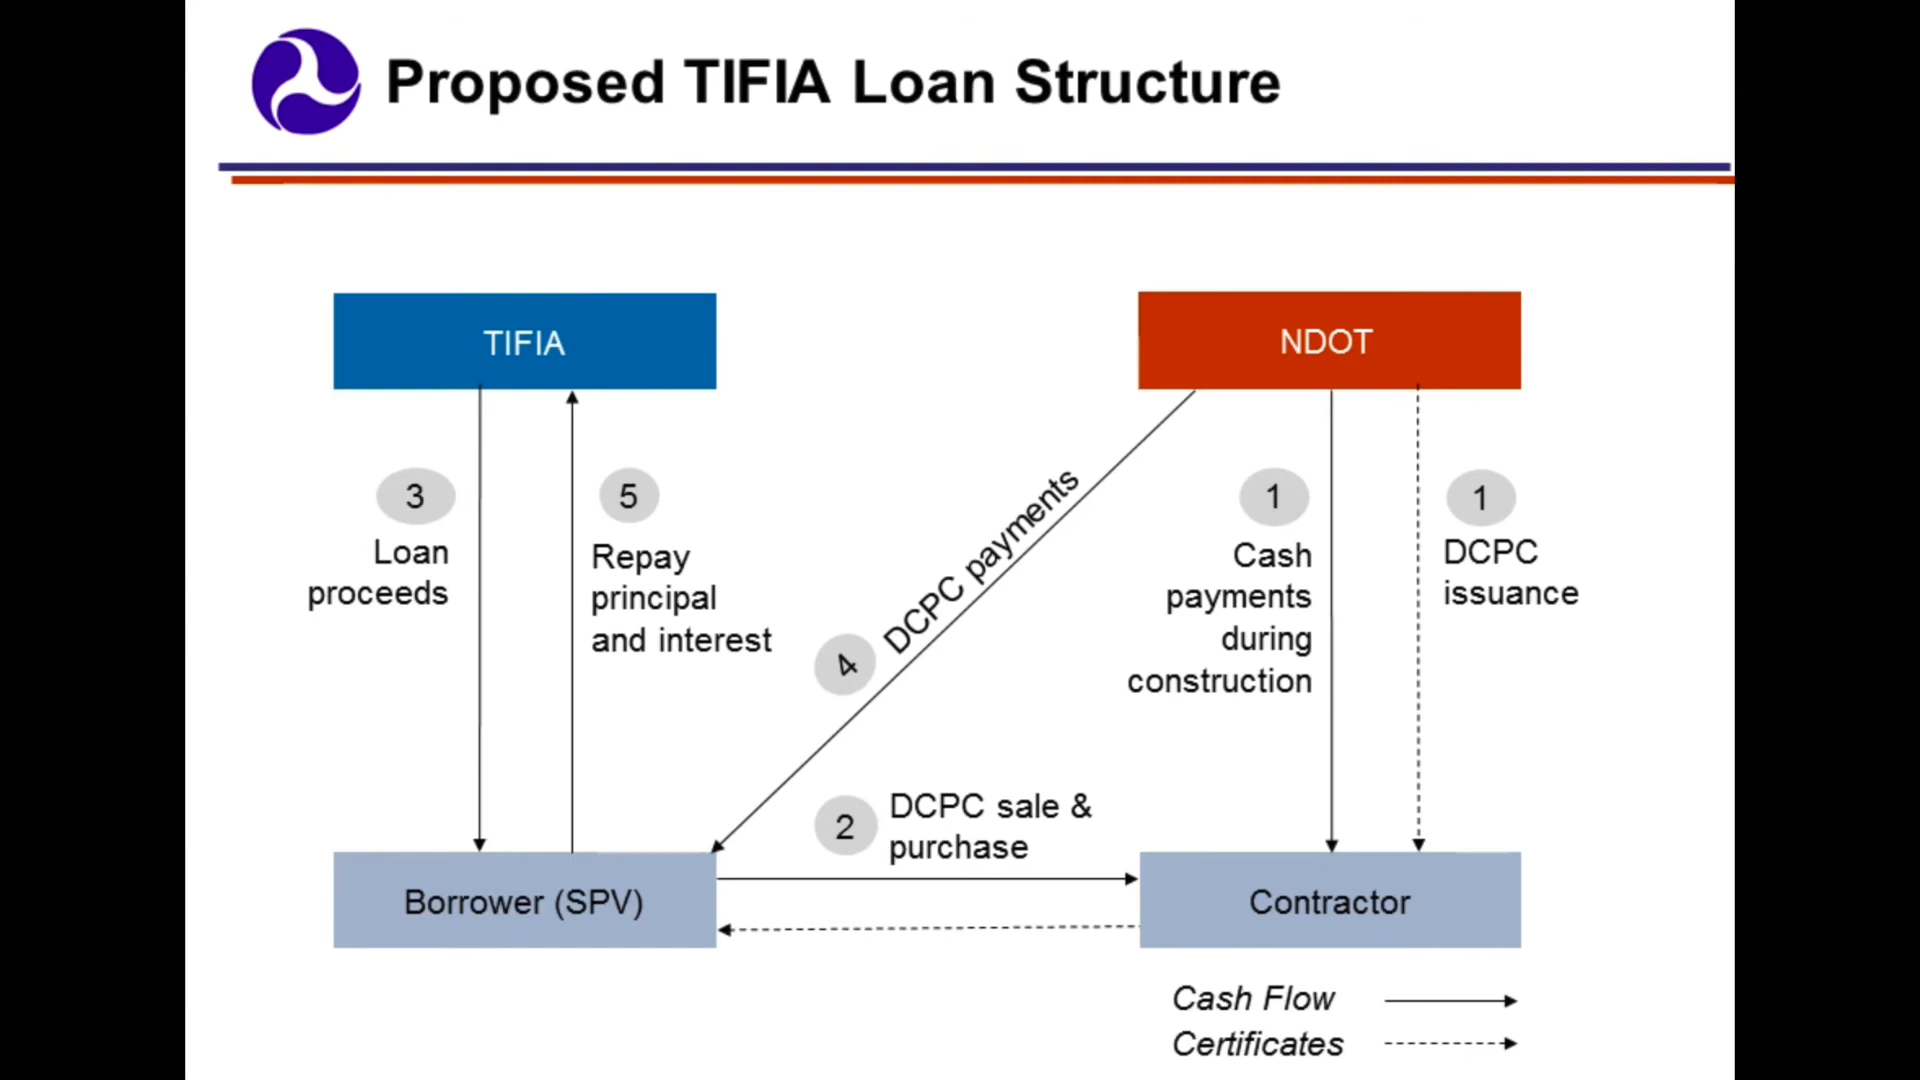 Proposed TIFIA Loan Structure
TIFIA
NDOT
3
Loan
proceeds
5
Repay
principal
and interest
4
DCPC payments
1
Cash
payments
during
construction
1
DCPC
issuance
2
DCPC sale &
purchase
Borrower (SPV)
Contractor
Cash Flow
Certificates